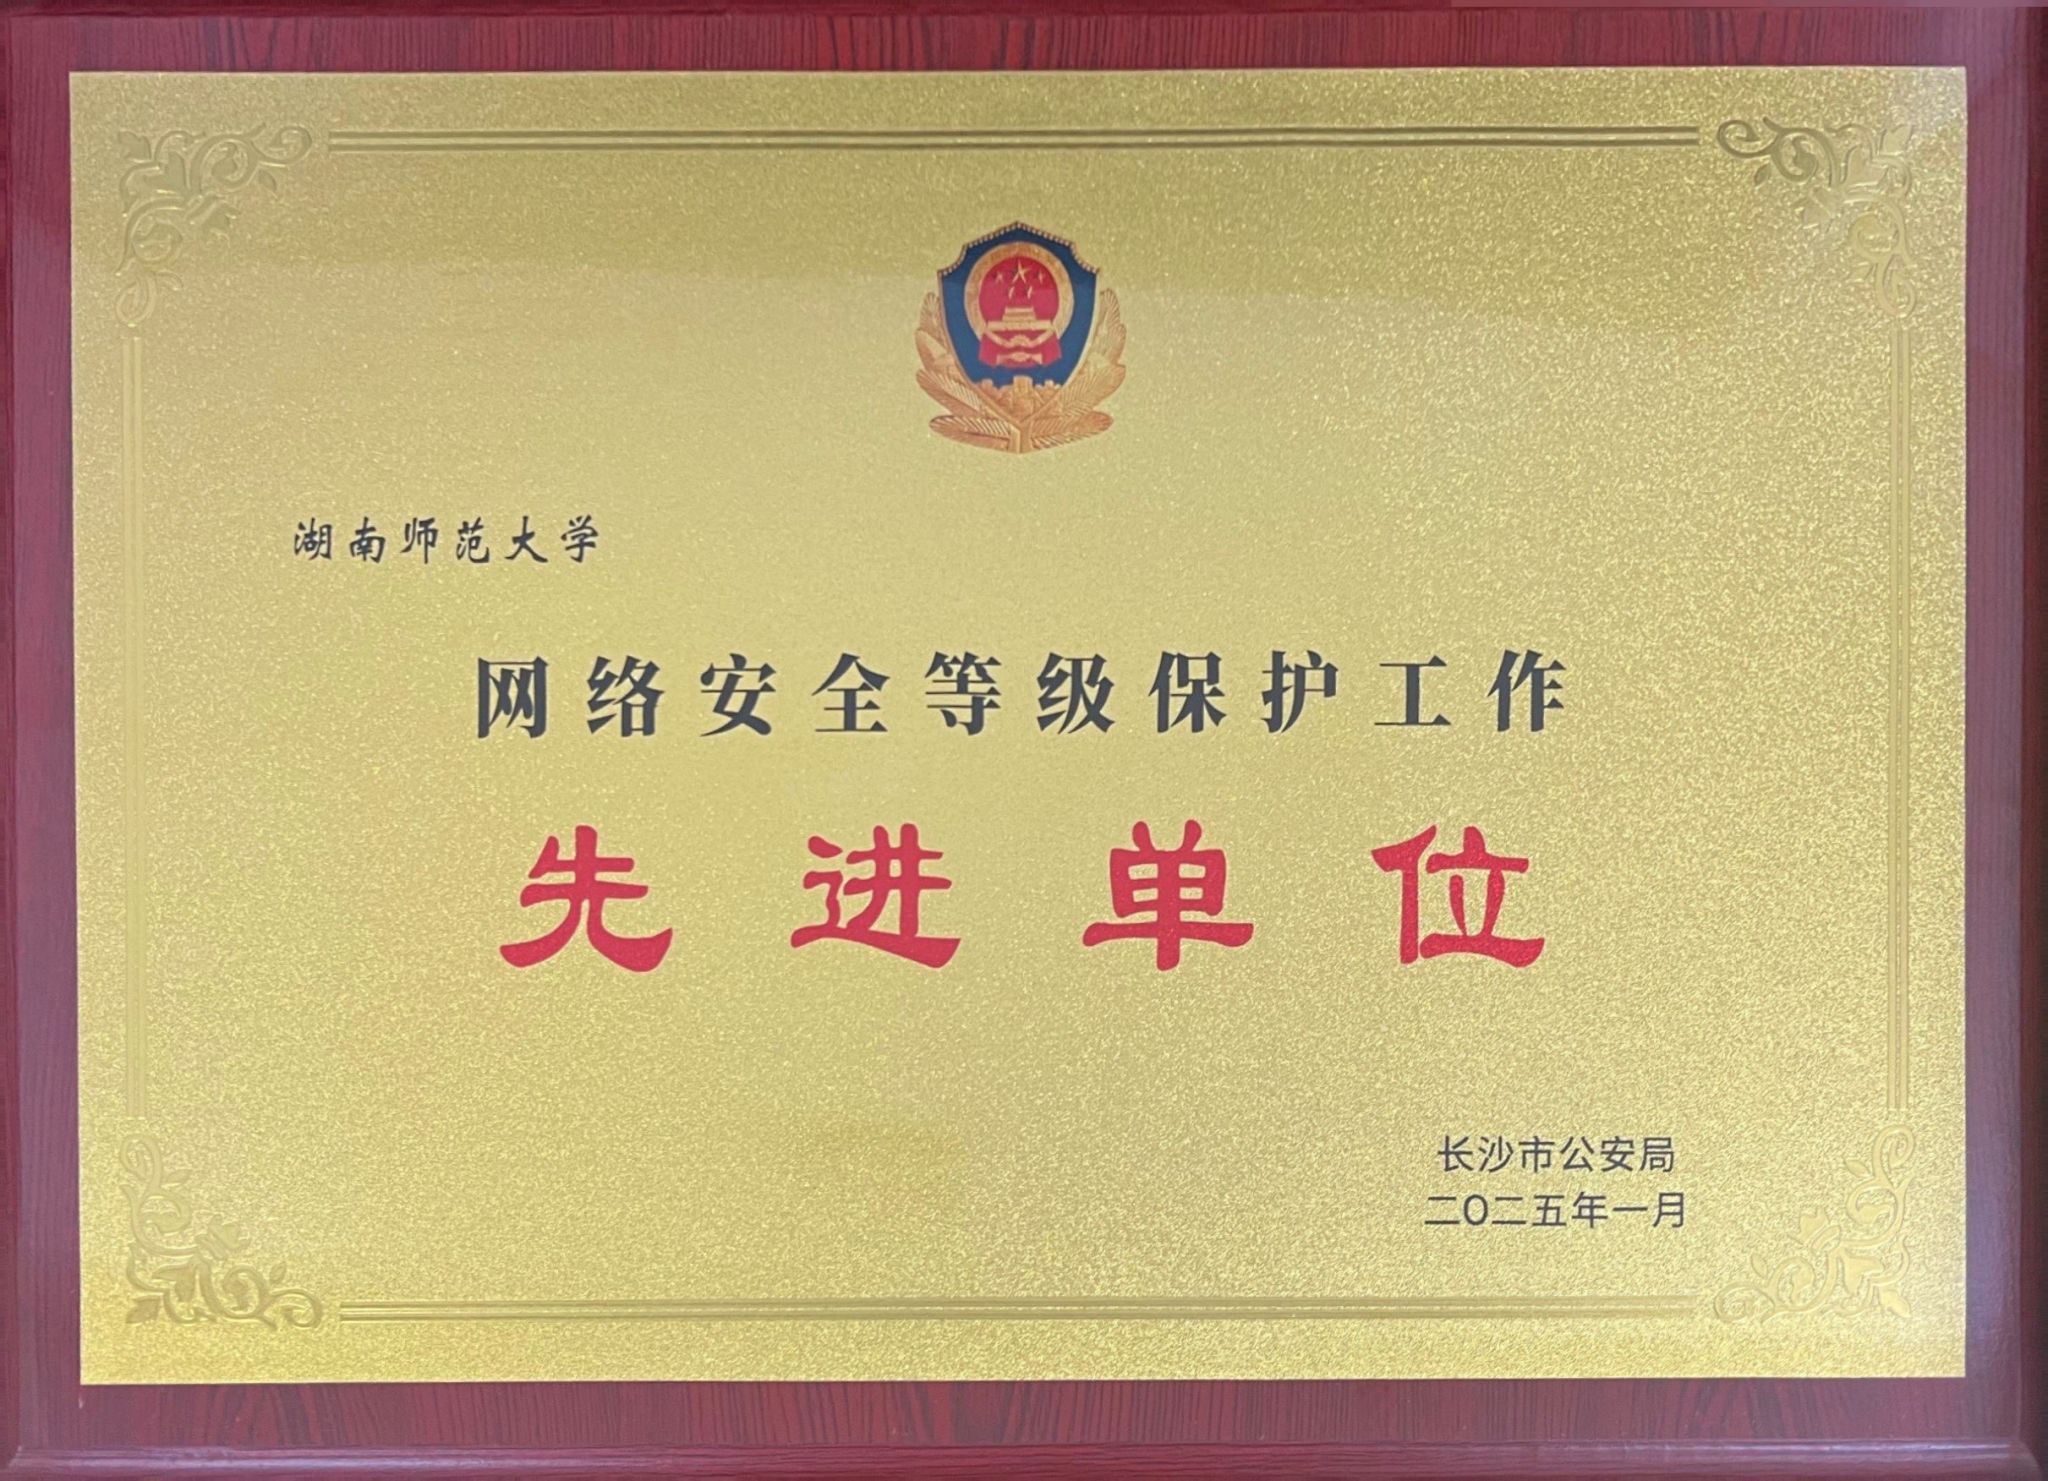 湖南师范大学
网络安全等级保护工作
先进单位
长沙市公安局
二〇二五年一月